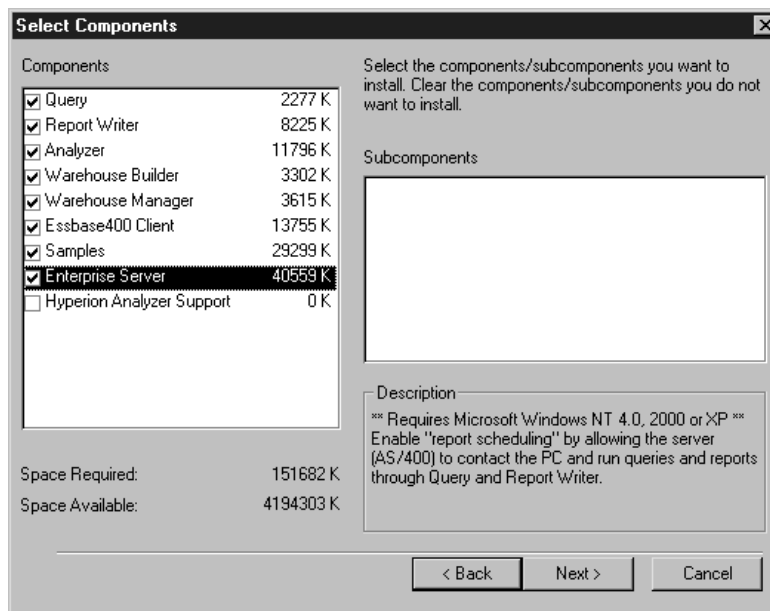 Select Components
Components
Query 2277 K
Report Writer 8225 K
Analyzer 11796 K
Warehouse Builder 3302 K
Warehouse Manager 3615 K
Essbase400 Client 13755 K
Samples 29299 K
Enterprise Server 40559 K
Hyperion Analyzer Support 0 K
Space Required: 151682 K
Space Available: 4194303 K
Select the components/subcomponents you want to
install. Clear the components/subcomponents you do not
want to install.
Subcomponents
Description
** Requires Microsoft Windows NT 4.0, 2000 or XP **
Enable "report scheduling" by allowing the server
(AS/400) to contact the PC and run queries and reports
through Query and Report Writer.
< Back
Next >
Cancel